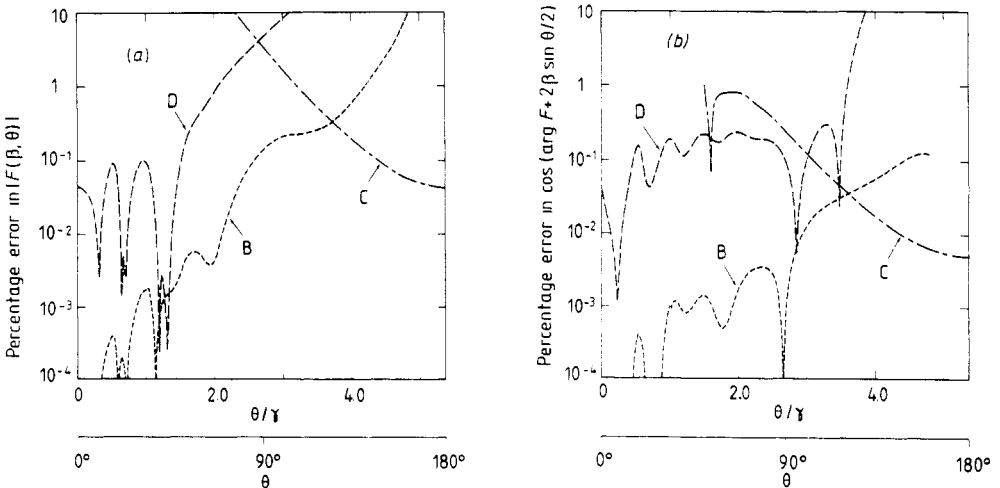 (a)
Percentage error in |F(β,θ)|
10
1
10⁻¹
10⁻²
10⁻³
10⁻⁴
D
C
B
0 2.0 4.0
θ/γ
0° 90° 180°
θ
(b)
Percentage error in cos (arg F + 2β sin θ/2)
10
1
10⁻¹
10⁻²
10⁻³
10⁻⁴
D
B
C
0 2.0 4.0
θ/γ
0° 90° 180°
θ